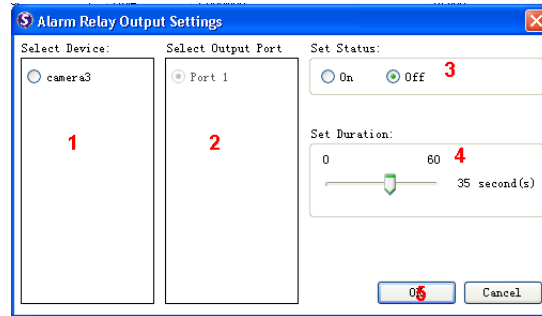 Alarm Relay Output Settings
Select Device:
Select Output Port
Set Status:
camera3
Port 1
On
Off
3
1
2
Set Duration:
0
60
4
35 second(s)
5
Cancel